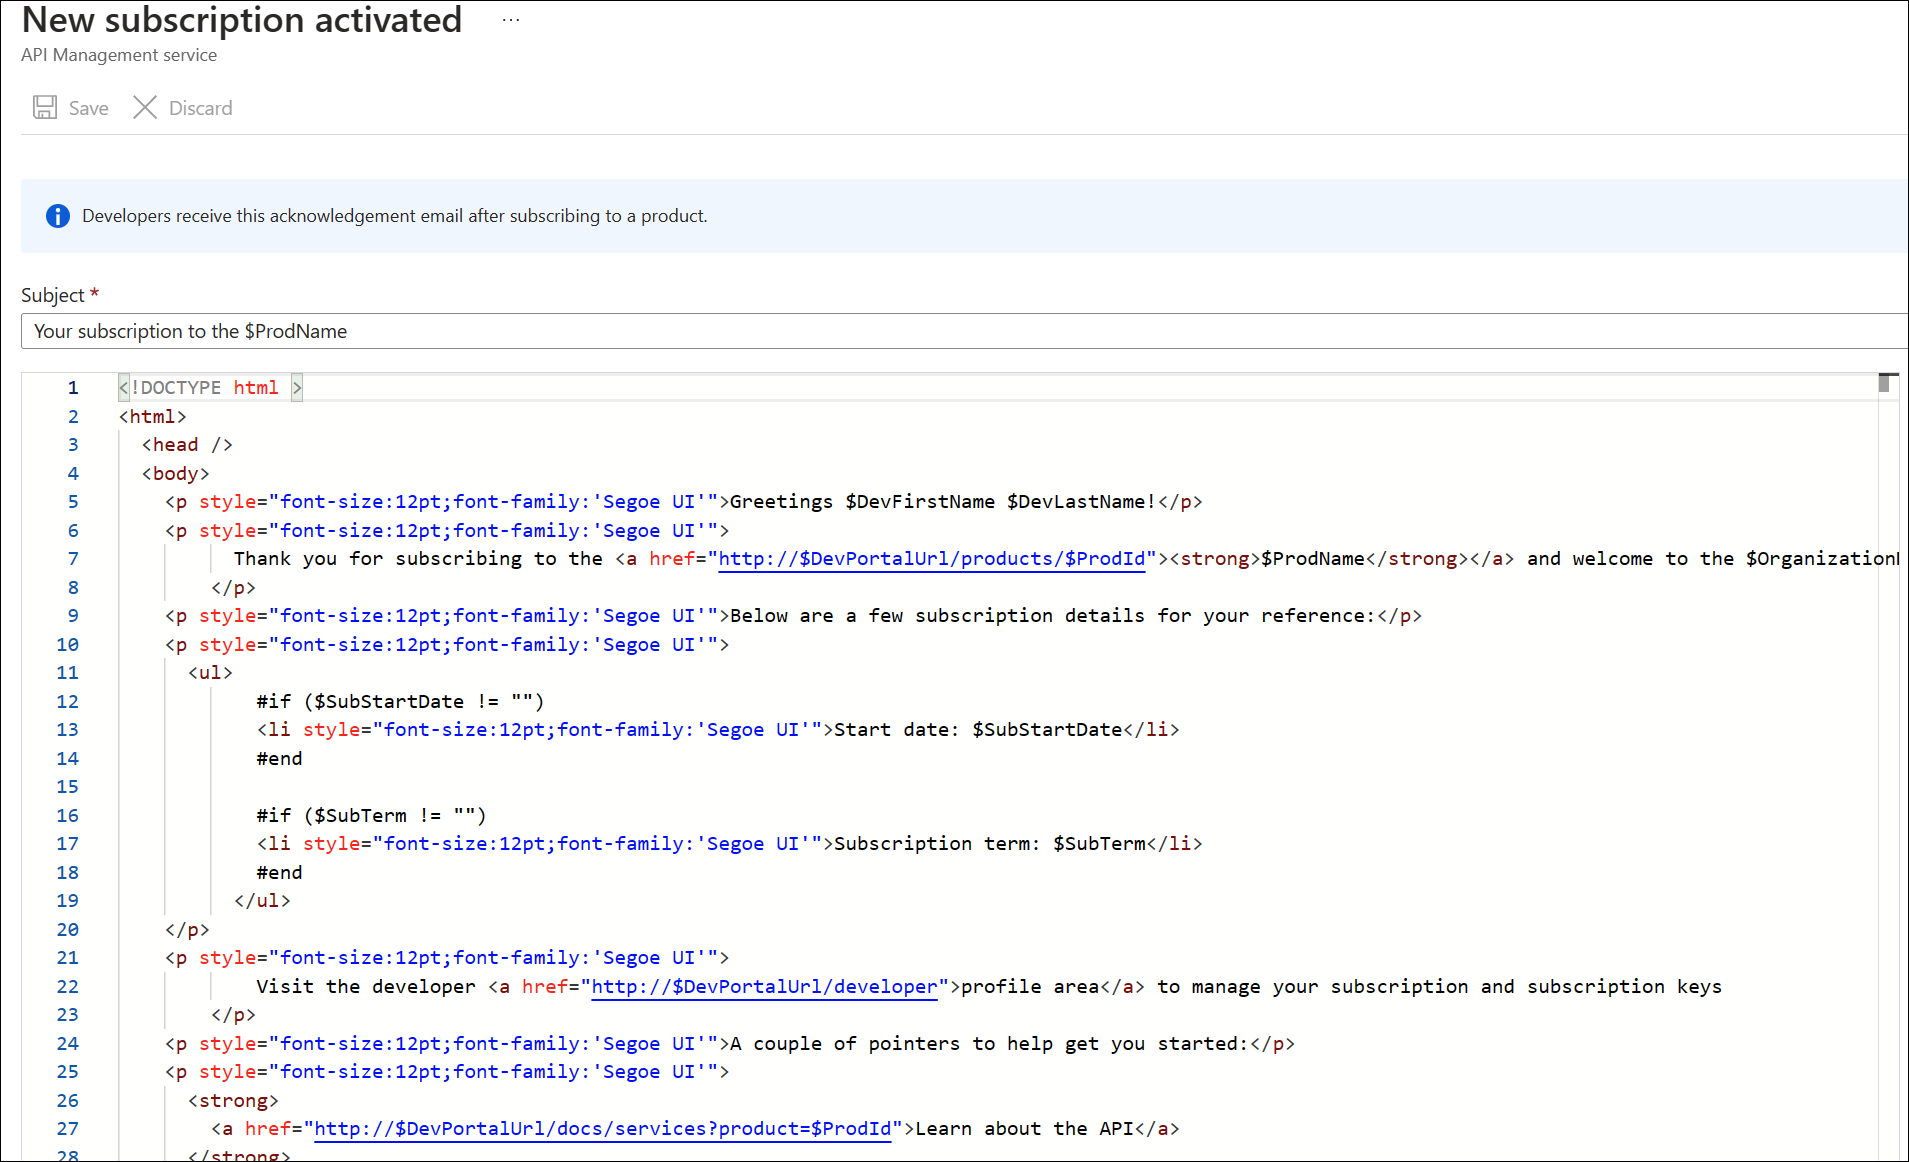 New subscription activated ...
API Management service
Save Discard
Developers receive this acknowledgement email after subscribing to a product.
Subject *
Your subscription to the $ProdName
1 <!DOCTYPE html >
2 <html>
3 <head />
4 <body>
5 <p style="font-size:12pt;font-family:'Segoe UI'">Greetings $DevFirstName $DevLastName!</p>
6 <p style="font-size:12pt;font-family:'Segoe UI'">
7 Thank you for subscribing to the <a href="http://$DevPortalUrl/products/$ProdId"><strong>$ProdName</strong></a> and welcome to the
8 </p>
9 <p style="font-size:12pt;font-family:'Segoe UI'">Below are a few subscription details for your reference:</p>
10 <p style="font-size:12pt;font-family:'Segoe UI'">
11 <ul>
12 #if ($SubStartDate != "")
13 <li style="font-size:12pt;font-family:'Segoe UI'">Start date: $SubStartDate</li>
14 #end
15
16 #if ($SubTerm != "")
17 <li style="font-size:12pt;font-family:'Segoe UI'">Subscription term: $SubTerm</li>
18 #end
19 </ul>
20 </p>
21 <p style="font-size:12pt;font-family:'Segoe UI'">
22 Visit the developer <a href="http://$DevPortalUrl/developer">profile area</a> to manage your subscription and subscription keys
23 </p>
24 <p style="font-size:12pt;font-family:'Segoe UI'">A couple of pointers to help get you started:</p>
25 <p style="font-size:12pt;font-family:'Segoe UI'">
26 <strong>
27 <a href="http://$DevPortalUrl/docs/services?product=$ProdId">Learn about the API</a>
28 </strong>